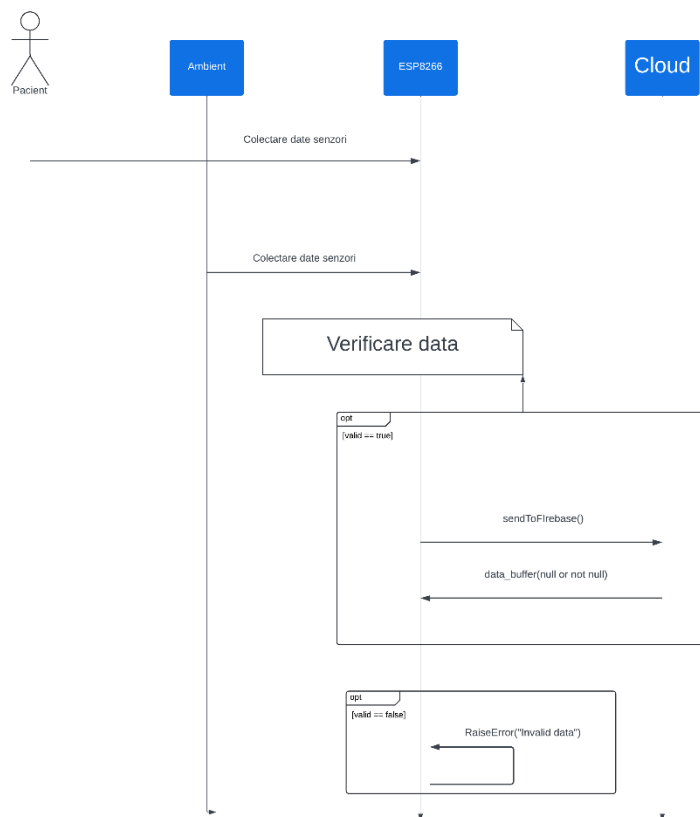 Pacient
Ambient
ESP8266
Cloud
Colectare date senzori
Colectare date senzori
Verificare data
opt
[valid == true]
sendToFIrebase()
data_buffer(null or not null)
opt
[valid == false]
RaiseError("Invalid data")